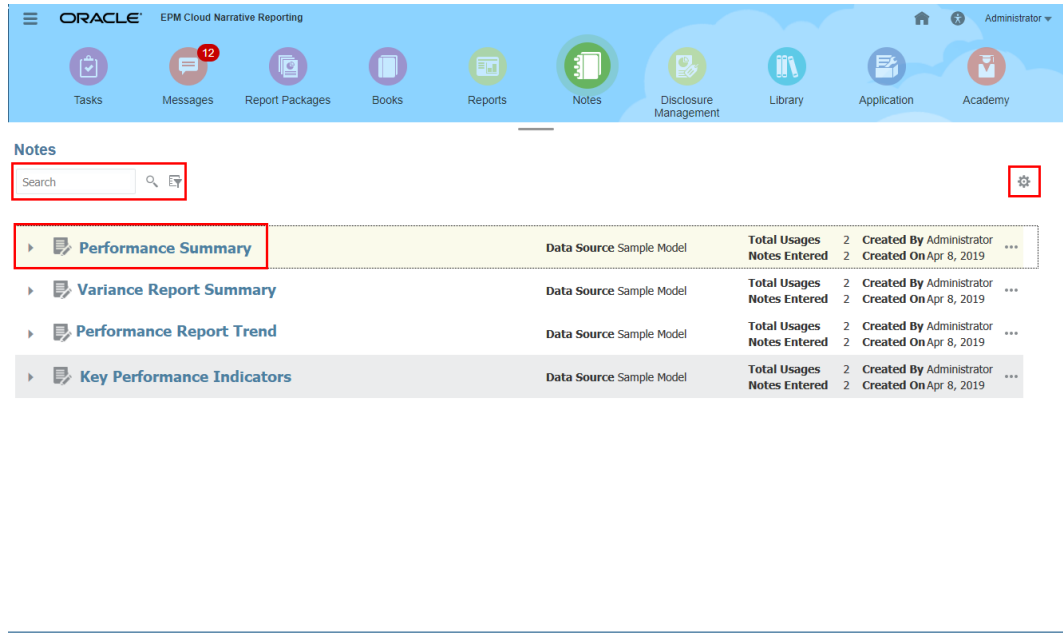 ORACLE EPM Cloud Narrative Reporting Administrator
12
Tasks Messages Report Packages Books Reports Notes Disclosure Management Library Application Academy
Notes
Search
Performance Summary Data Source Sample Model Total Usages 2 Created By Administrator
Notes Entered 2 Created On Apr 8, 2019
Variance Report Summary Data Source Sample Model Total Usages 2 Created By Administrator
Notes Entered 2 Created On Apr 8, 2019
Performance Report Trend Data Source Sample Model Total Usages 2 Created By Administrator
Notes Entered 2 Created On Apr 8, 2019
Key Performance Indicators Data Source Sample Model Total Usages 2 Created By Administrator
Notes Entered 2 Created On Apr 8, 2019